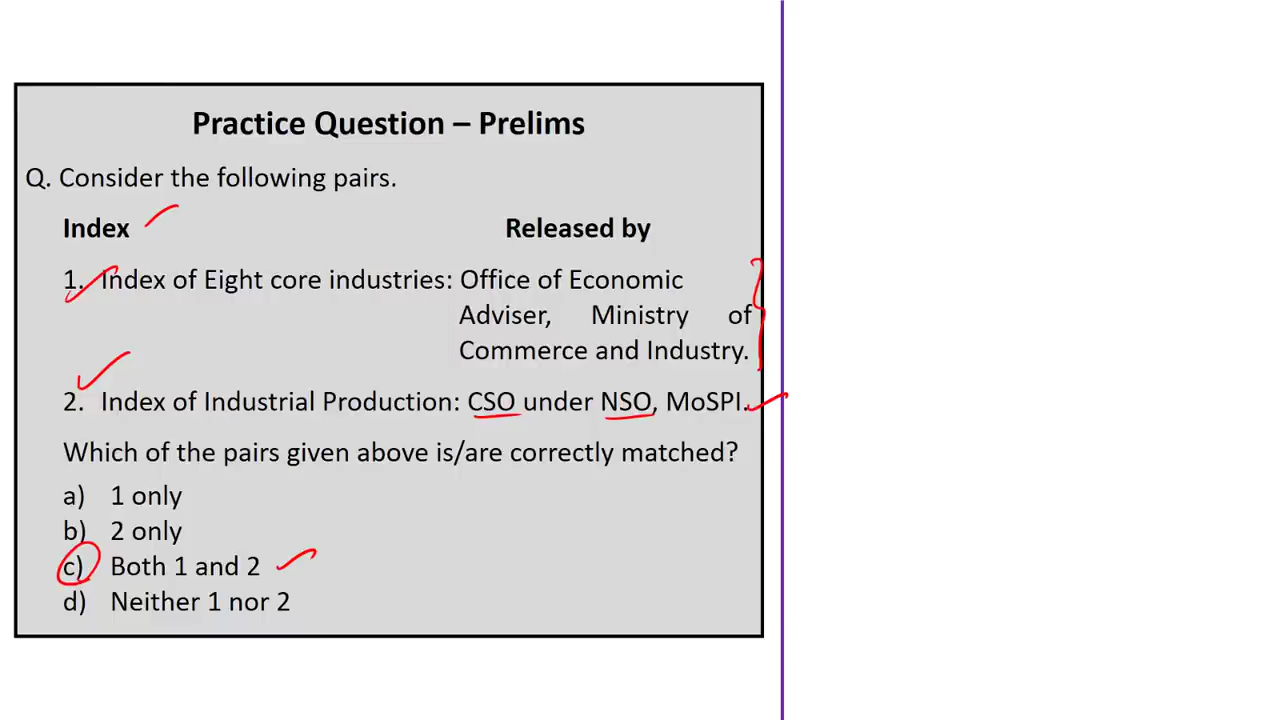 Practice Question – Prelims
Q. Consider the following pairs.
Index Released by
1. Index of Eight core industries: Office of Economic
Adviser, Ministry of
Commerce and Industry.
2. Index of Industrial Production: CSO under NSO, MoSPI.
Which of the pairs given above is/are correctly matched?
a) 1 only
b) 2 only
c) Both 1 and 2
d) Neither 1 nor 2